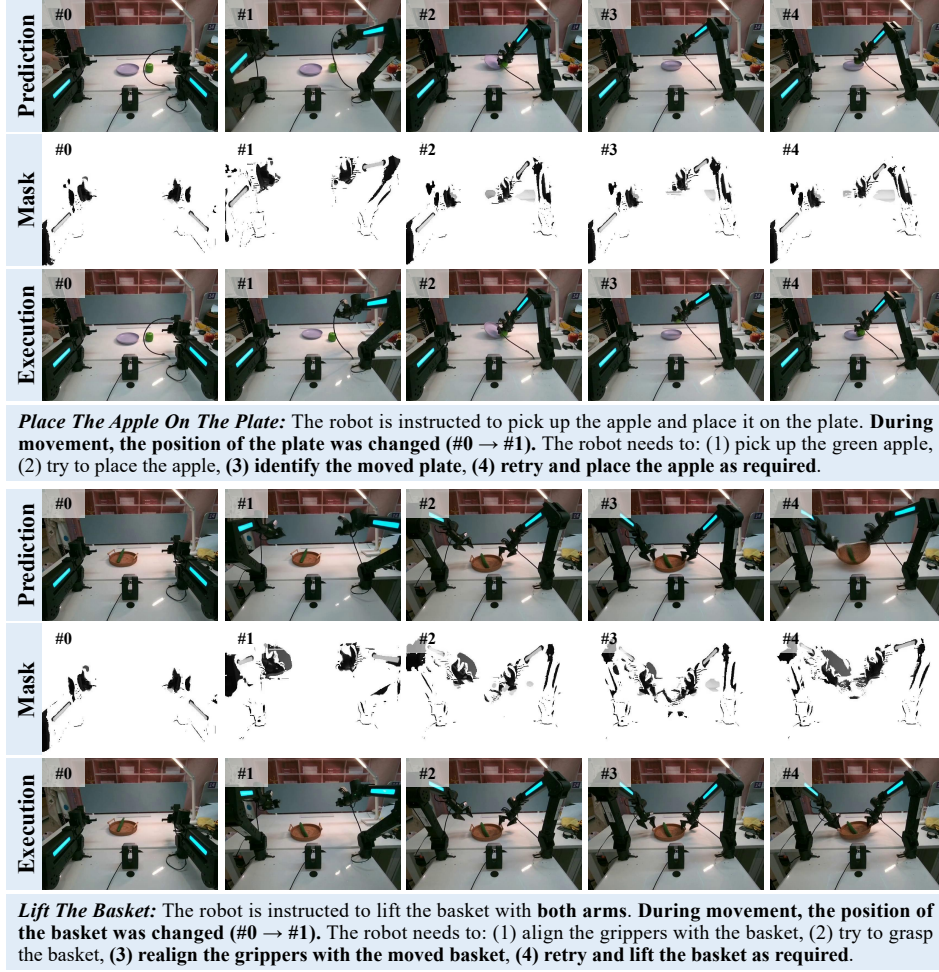 Prediction
#0 #1 #2 #3 #4
Mask
#0 #1 #2 #3 #4
Execution
#0 #1 #2 #3 #4
Place The Apple On The Plate: The robot is instructed to pick up the apple and place it on the plate. During
movement, the position of the plate was changed (#0 → #1). The robot needs to: (1) pick up the green apple,
(2) try to place the apple, (3) identify the moved plate, (4) retry and place the apple as required.
Prediction
#0 #1 #2 #3 #4
Mask
#0 #1 #2 #3 #4
Execution
#0 #1 #2 #3 #4
Lift The Basket: The robot is instructed to lift the basket with both arms. During movement, the position of
the basket was changed (#0 → #1). The robot needs to: (1) align the grippers with the basket, (2) try to grasp
the basket, (3) realign the grippers with the moved basket, (4) retry and lift the basket as required.